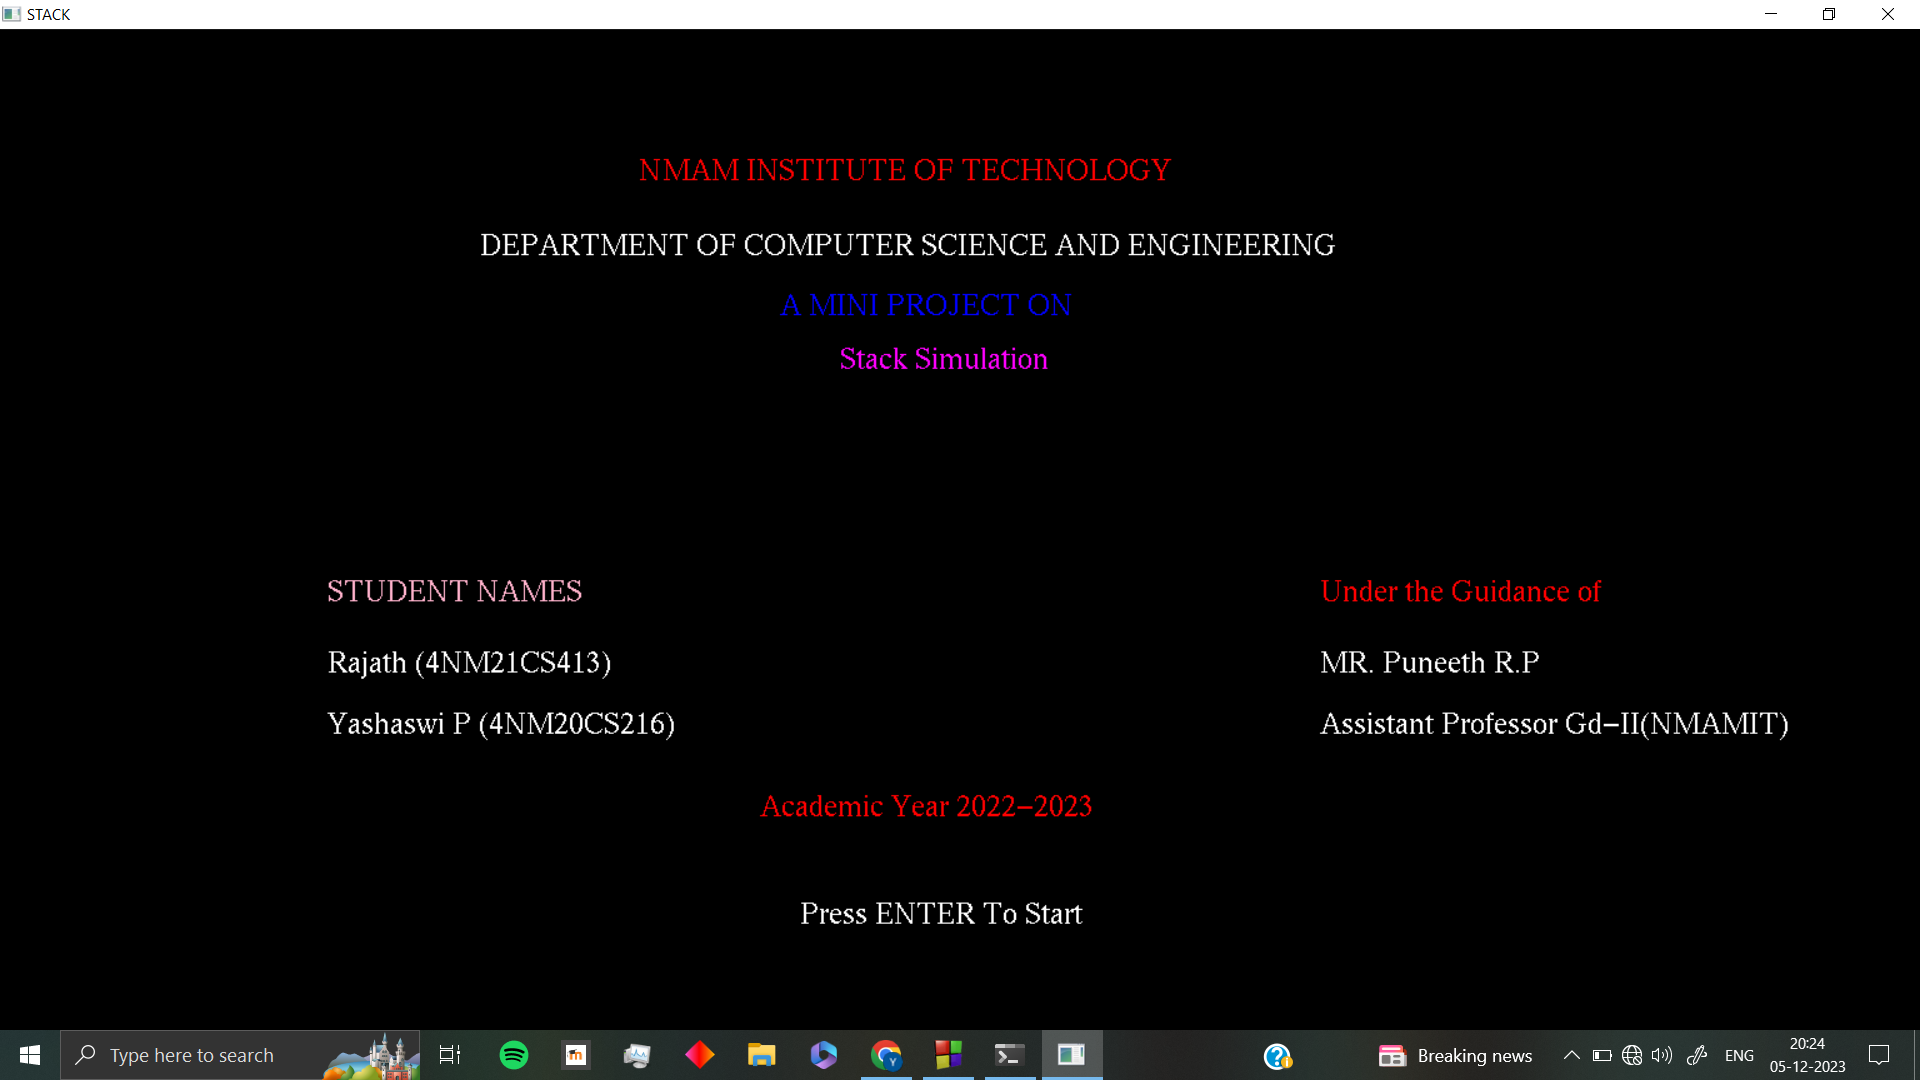 STACK
NMAM INSTITUTE OF TECHNOLOGY
DEPARTMENT OF COMPUTER SCIENCE AND ENGINEERING
A MINI PROJECT ON
Stack Simulation
STUDENT NAMES
Under the Guidance of
Rajath (4NM21CS413)
MR. Puneeth R.P
Yashaswi P (4NM20CS216)
Assistant Professor Gd−II(NMAMIT)
Academic Year 2022−2023
Press ENTER To Start
Type here to search
Breaking news
ENG
20:24
05-12-2023